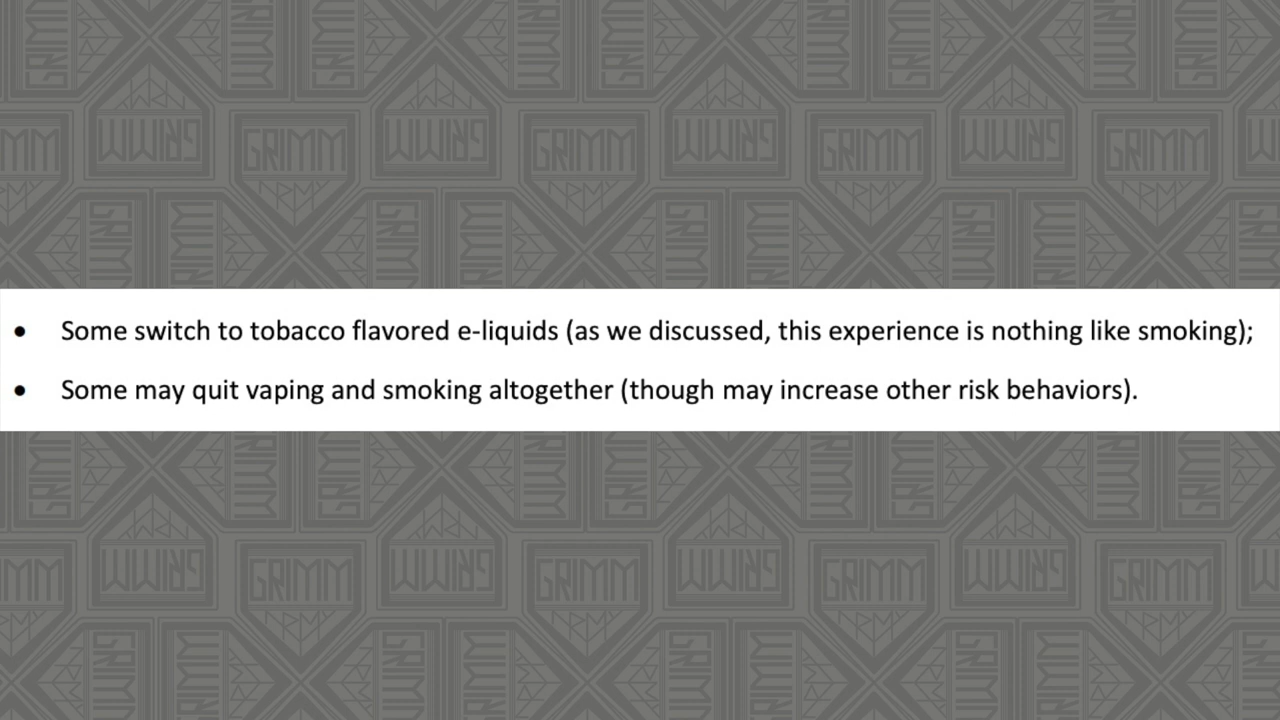 • Some switch to tobacco flavored e-liquids (as we discussed, this experience is nothing like smoking);
• Some may quit vaping and smoking altogether (though may increase other risk behaviors).
GRIMM